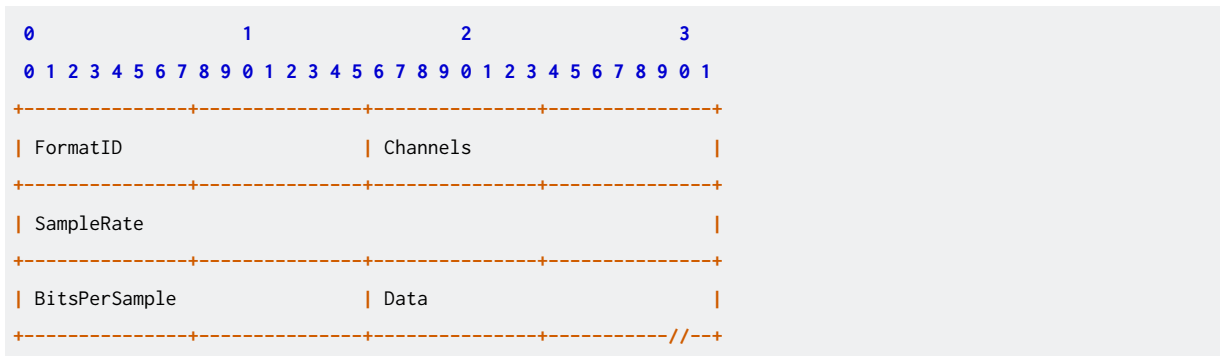 0                   1                   2                   3
0 1 2 3 4 5 6 7 8 9 0 1 2 3 4 5 6 7 8 9 0 1 2 3 4 5 6 7 8 9 0 1
+---------------+---------------+---------------+---------------+
| FormatID                      | Channels                      |
+---------------+---------------+---------------+---------------+
| SampleRate                                                    |
+---------------+---------------+---------------+---------------+
| BitsPerSample                 | Data                          |
+---------------+---------------+---------------+-----------//--+